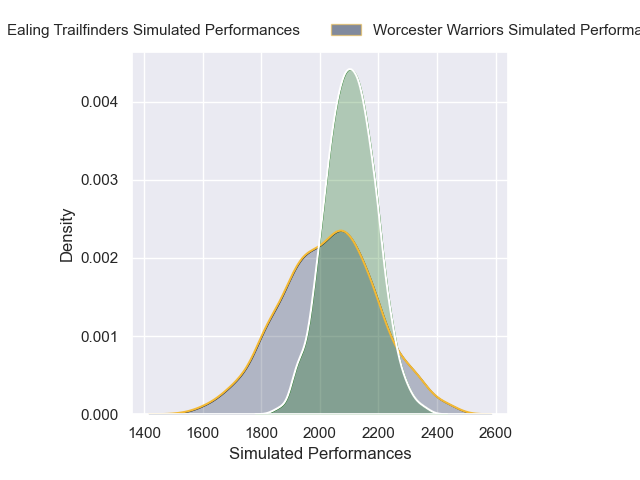 Ealing Trailfinders Simulated Performances
Worcester Warriors Simulated Performa
0.004
0.003
0.002
0.001
0.000
Density
1400 1600 1800 2000 2200 2400 2600
Simulated Performances